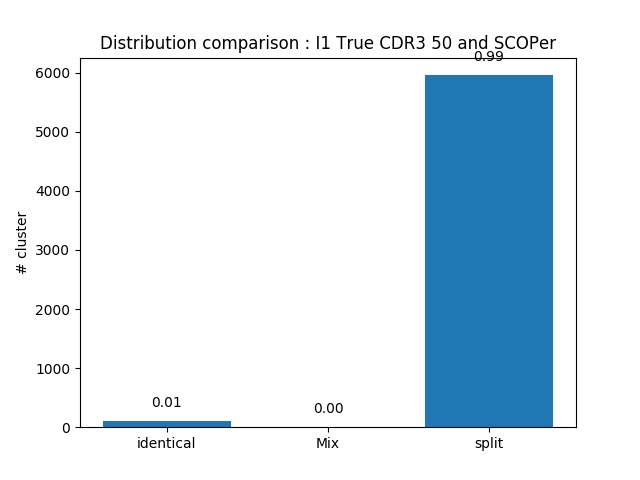 Distribution comparison : I1 True CDR3 50 and SCOPer
0.99
6000
5000
4000
# cluster
3000
2000
1000
0.01
0.00
0
identical
Mix
split